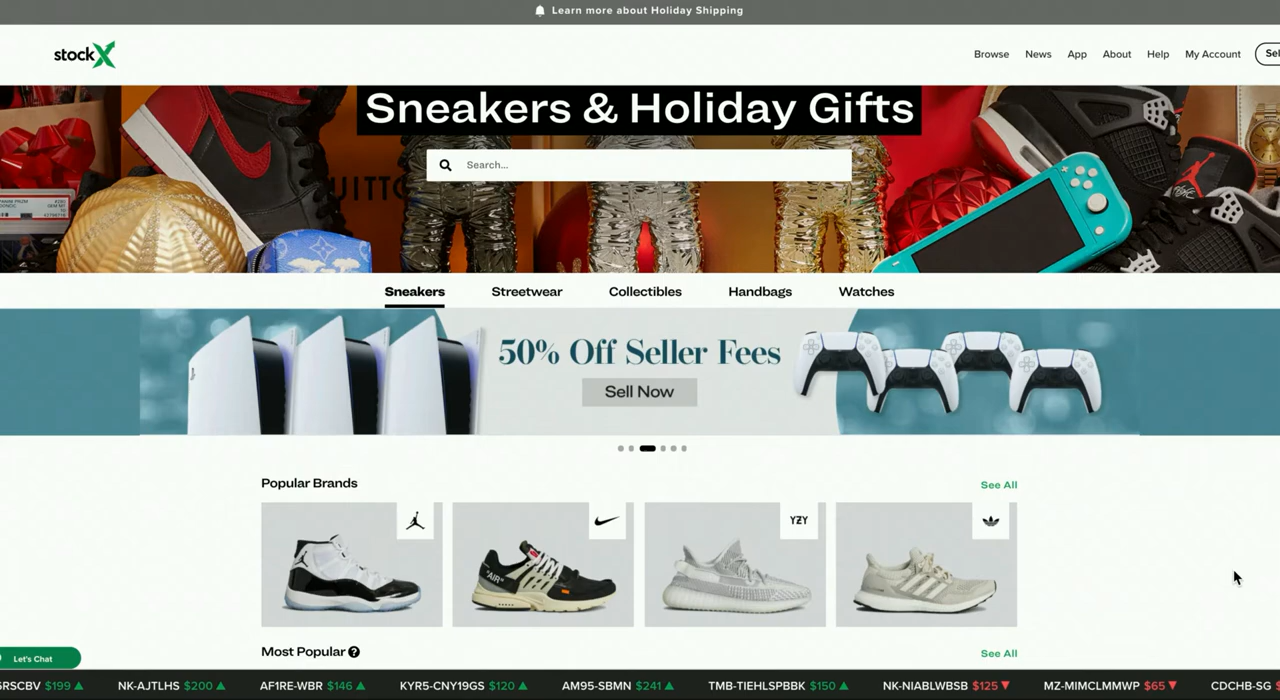 Learn more about Holiday Shipping
stockX
Browse News App About Help My Account Sel
Sneakers & Holiday Gifts
UITTO
Search...
Sneakers Streetwear Collectibles Handbags Watches
50% Off Seller Fees
Sell Now
Popular Brands
See All
YZY
"AIR"
Most Popular ?
See All
Let's Chat
RSCBV $199 ▲ NK-AJTLHS $200 ▲ AF1RE-WBR $146 ▲ KYR5-CNY19GS $120 ▲ AM95-SBMN $241 ▲ TMB-TIEHLSPBBK $150 ▲ NK-NIABLWBSB $125 ▼ MZ-MIMCLMMWP $65 ▼ CDCHB-SG $